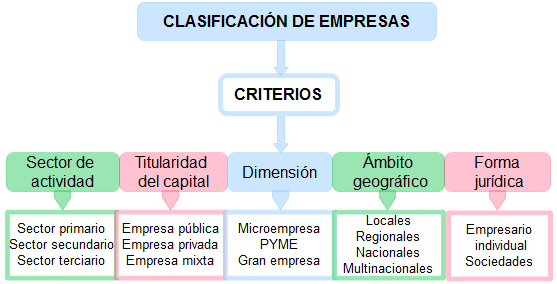 CLASIFICACIÓN DE EMPRESAS
CRITERIOS
Sector de
actividad
Sector primario
Sector secundario
Sector terciario
Titularidad
del capital
Empresa pública
Empresa privada
Empresa mixta
Dimensión
Microempresa
PYME
Gran empresa
Ámbito
geográfico
Locales
Regionales
Nacionales
Multinacionales
Forma
jurídica
Empresario
individual
Sociedades